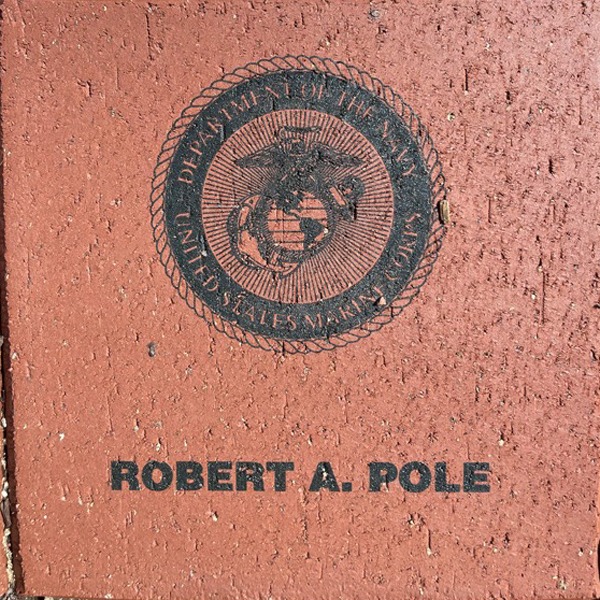 DEPARTMENT OF THE NAVY
UNITED STATES MARINE CORPS
ROBERT A. POLE